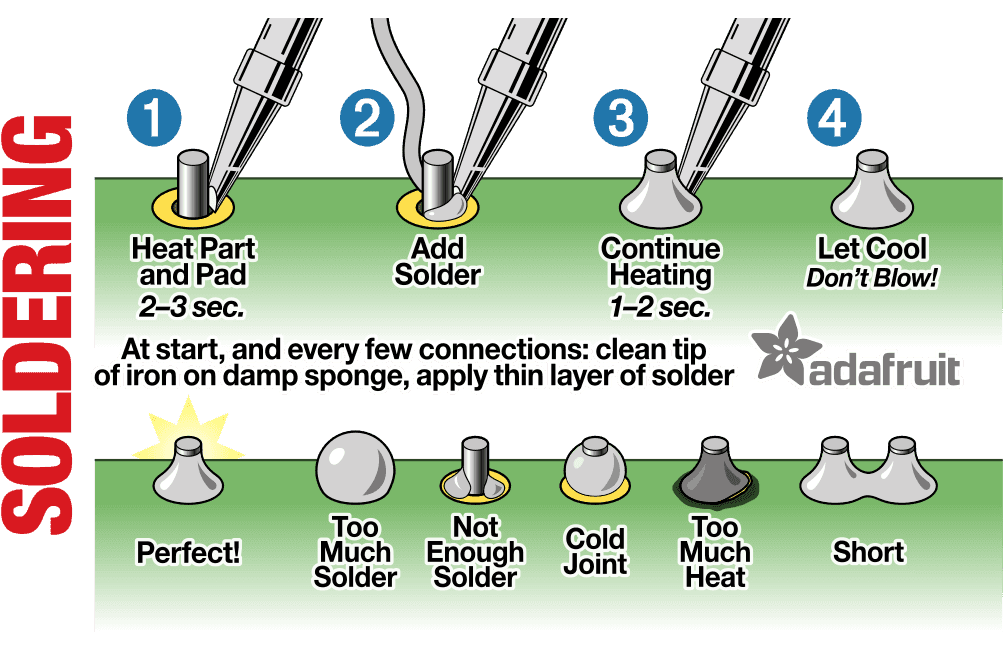 SOLDERING
1
Heat Part
and Pad
2–3 sec.
2
Add
Solder
3
Continue
Heating
1–2 sec.
4
Let Cool
Don't Blow!
At start, and every few connections: clean tip
of iron on damp sponge, apply thin layer of solder
adafruit
Perfect!
Too
Much
Solder
Not
Enough
Solder
Cold
Joint
Too
Much
Heat
Short